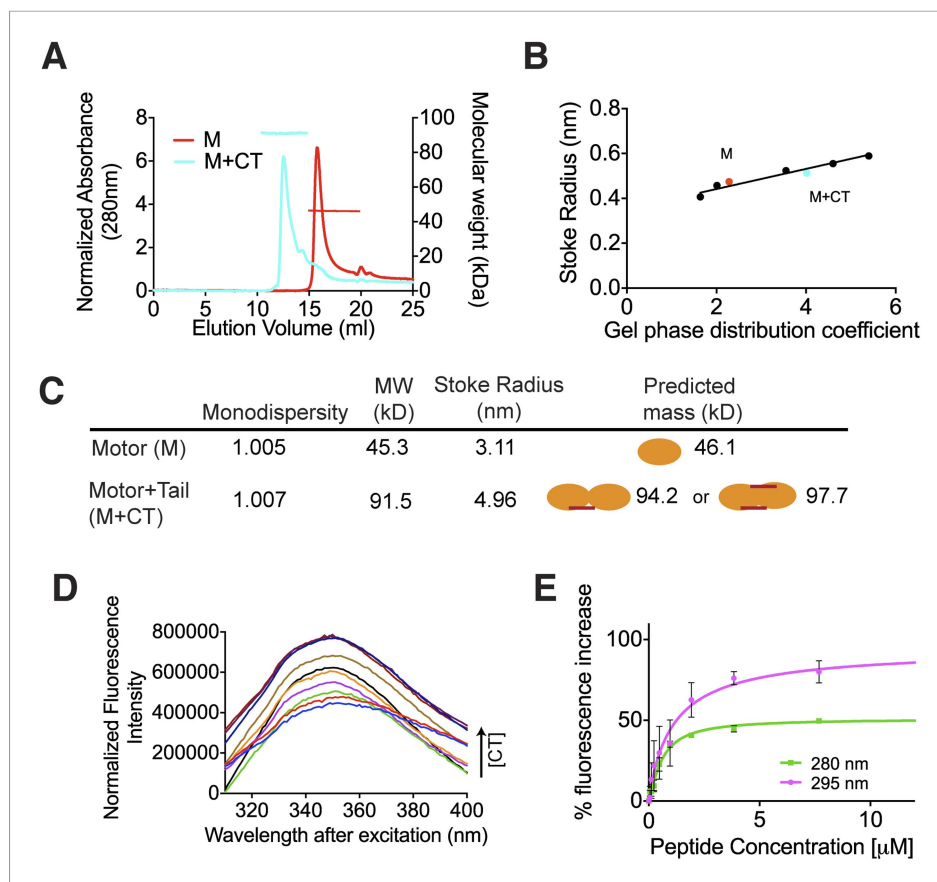 A
Normalized Absorbance
(280nm)
8
6
4
2
0
M
M+CT
100
80
60
40
20
0
Molecular weight (kDa)
0 5 10 15 20 25
Elution Volume (ml)
B
Stoke Radius (nm)
0.8
0.6
0.4
0.2
0.0
M
M+CT
0 2 4 6
Gel phase distribution coefficient
C
Monodispersity MW (kD) Stoke Radius (nm) Predicted mass (kD)
Motor (M) 1.005 45.3 3.11 46.1
Motor+Tail (M+CT) 1.007 91.5 4.96 94.2 or 97.7
D
Normalized Fluorescence
Intensity
800000
600000
400000
200000
0
[CT]
320 340 360 380 400
Wavelength after excitation (nm)
E
% fluorescence increase
100
50
0
280 nm
295 nm
0 5 10
Peptide Concentration [μM]